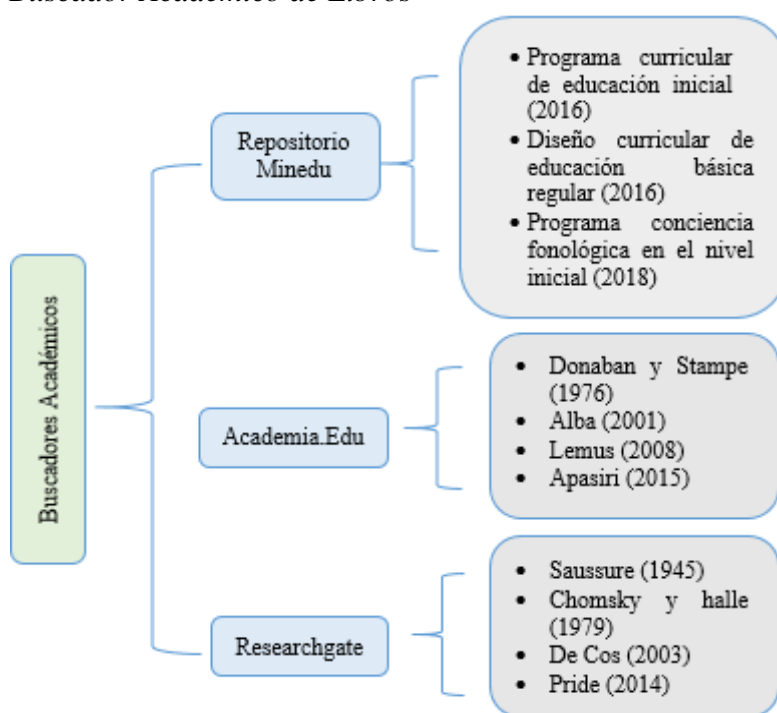 Buscador Académico de Libros
Buscadores Académicos
Repositorio
Minedu
• Programa curricular
de educación inicial
(2016)
• Diseño curricular de
educación básica
regular (2016)
• Programa conciencia
fonológica en el nivel
inicial (2018)
Academia.Edu
• Donaban y Stampe
(1976)
• Alba (2001)
• Lemus (2008)
• Apasiri (2015)
Researchgate
• Saussure (1945)
• Chomsky y halle
(1979)
• De Cos (2003)
• Pride (2014)